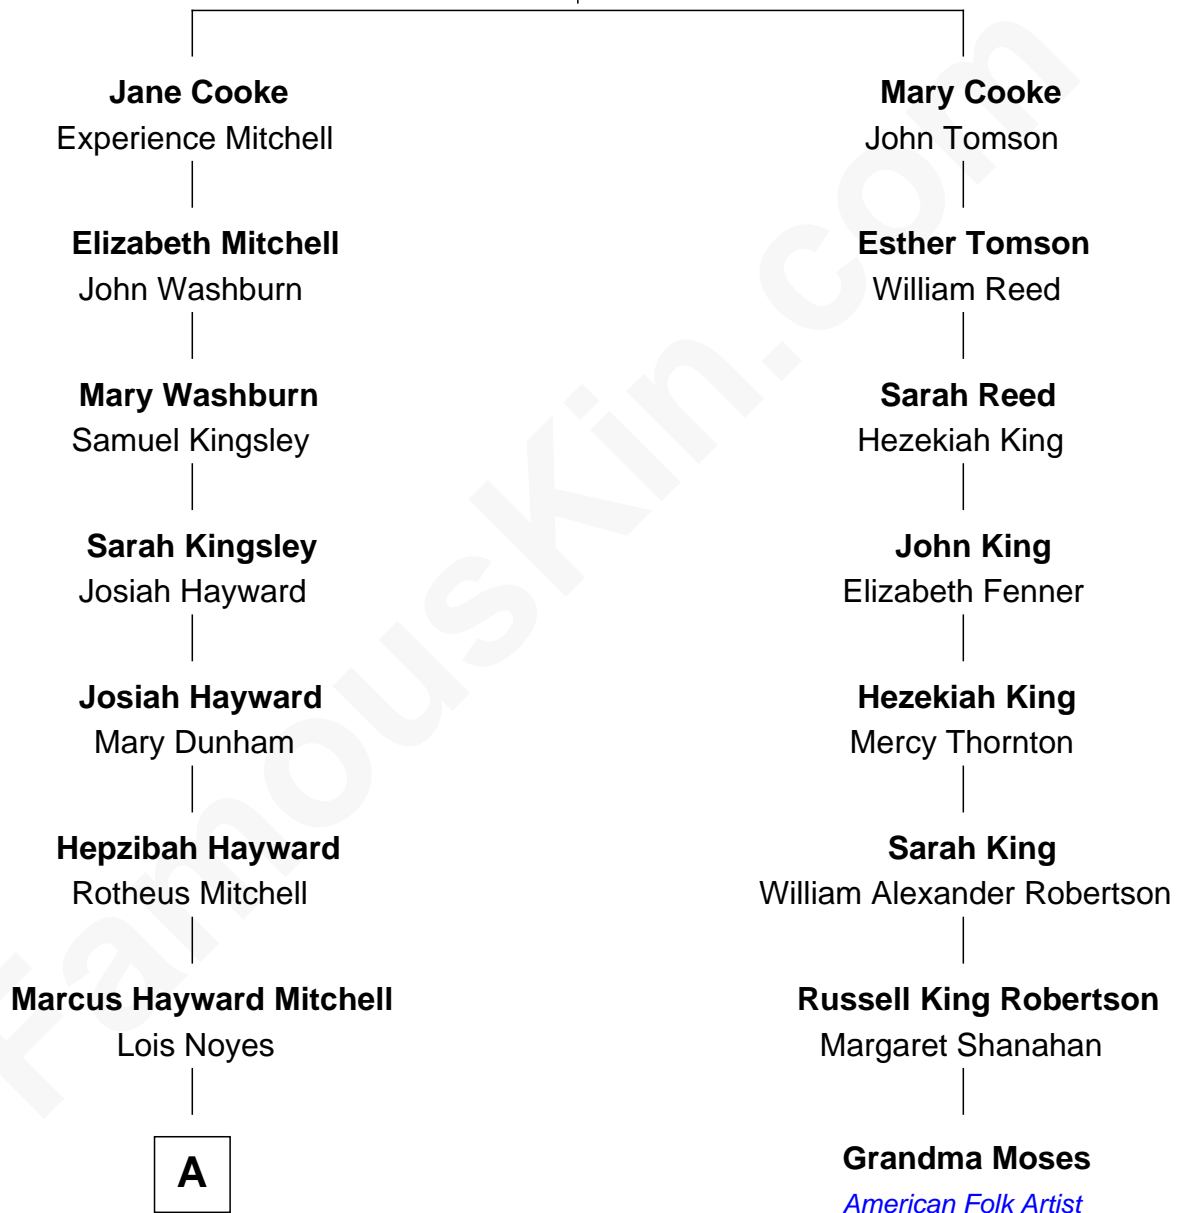 Jane Cooke
Experience Mitchell
Elizabeth Mitchell
John Washburn
Mary Washburn
Samuel Kingsley
Sarah Kingsley
Josiah Hayward
Josiah Hayward
Mary Dunham
Hepzibah Hayward
Rotheus Mitchell
Marcus Hayward Mitchell
Lois Noyes
A
Mary Cooke
John Tomson
Esther Tomson
William Reed
Sarah Reed
Hezekiah King
John King
Elizabeth Fenner
Hezekiah King
Mercy Thornton
Sarah King
William Alexander Robertson
Russell King Robertson
Margaret Shanahan
Grandma Moses
American Folk Artist
FamousKin.com